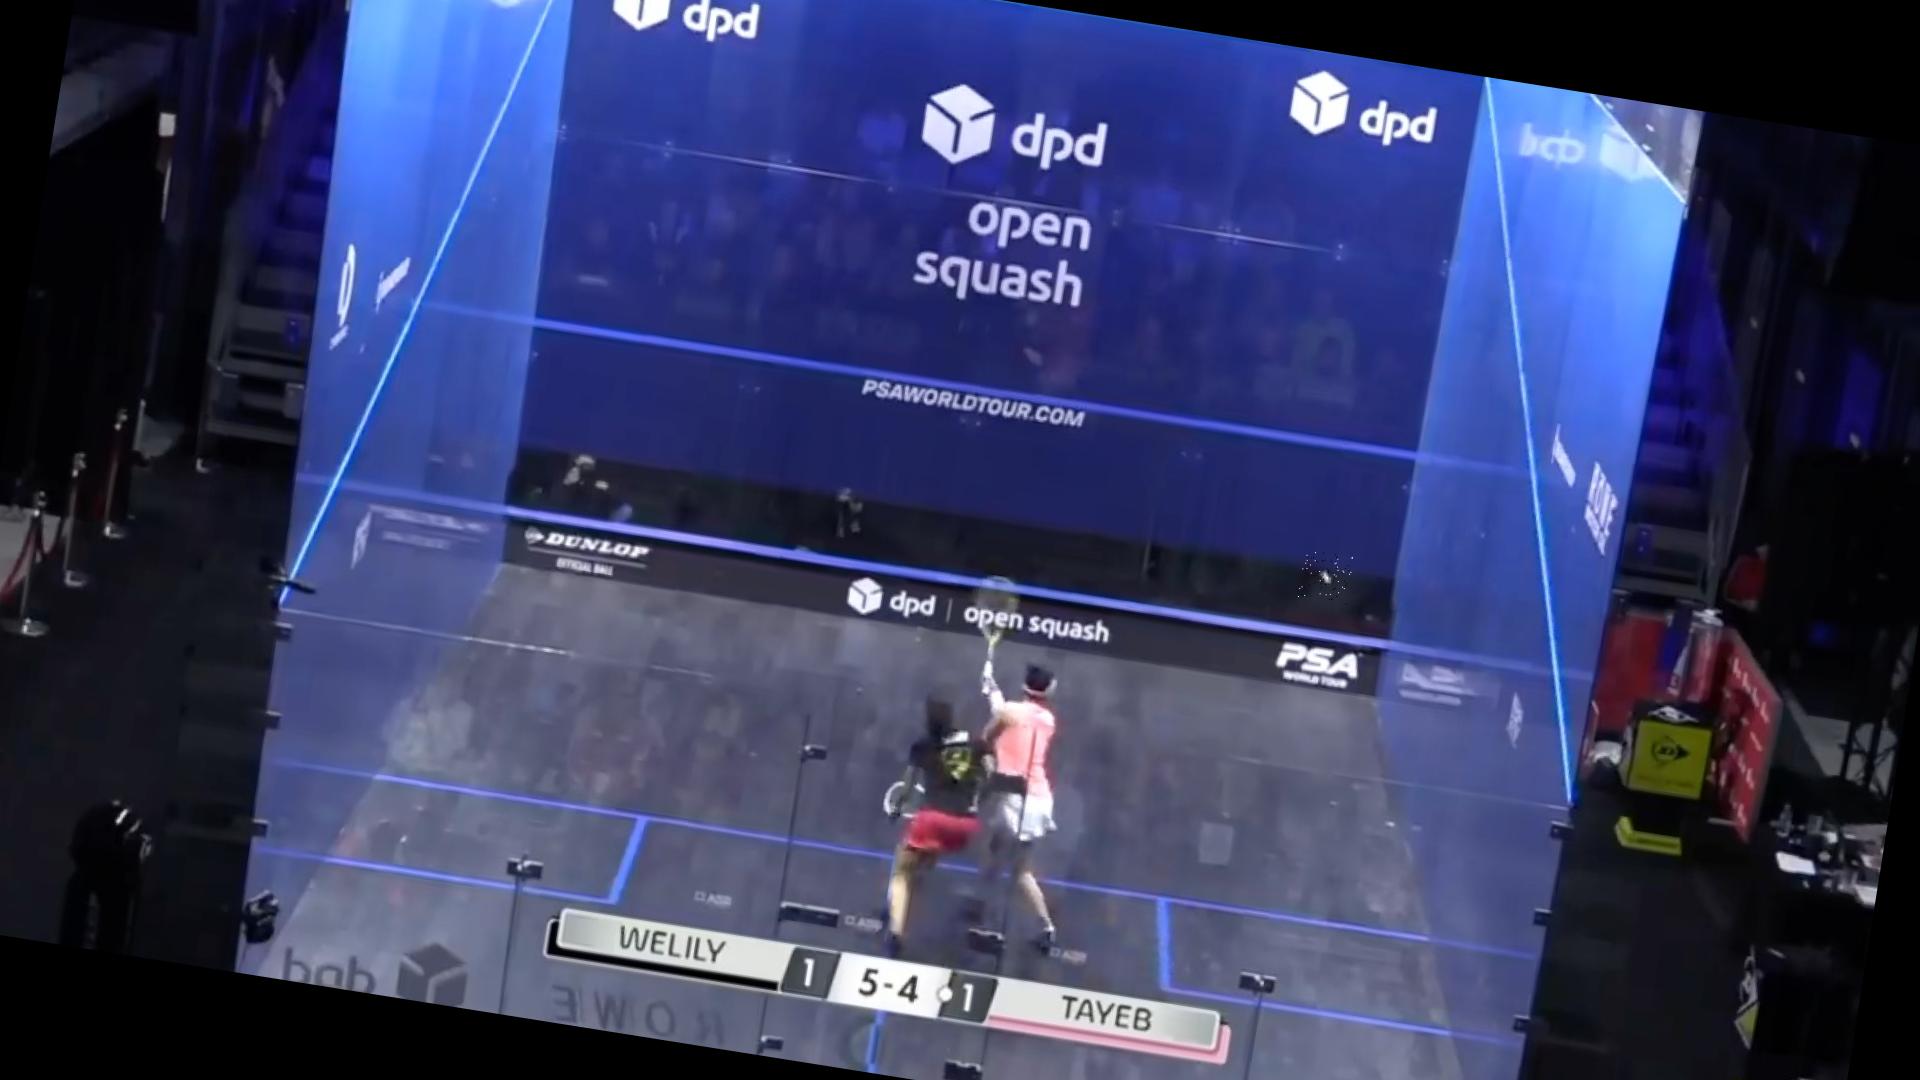 dpd
dpd
dpd
open
squash
PSAWORLDTOUR.COM
DUNLOP
OFFICIAL BALL
dpd | open squash
PSA
WORLD TOUR
WELILY 1 5-4 1 TAYEB
dpd
ROWE